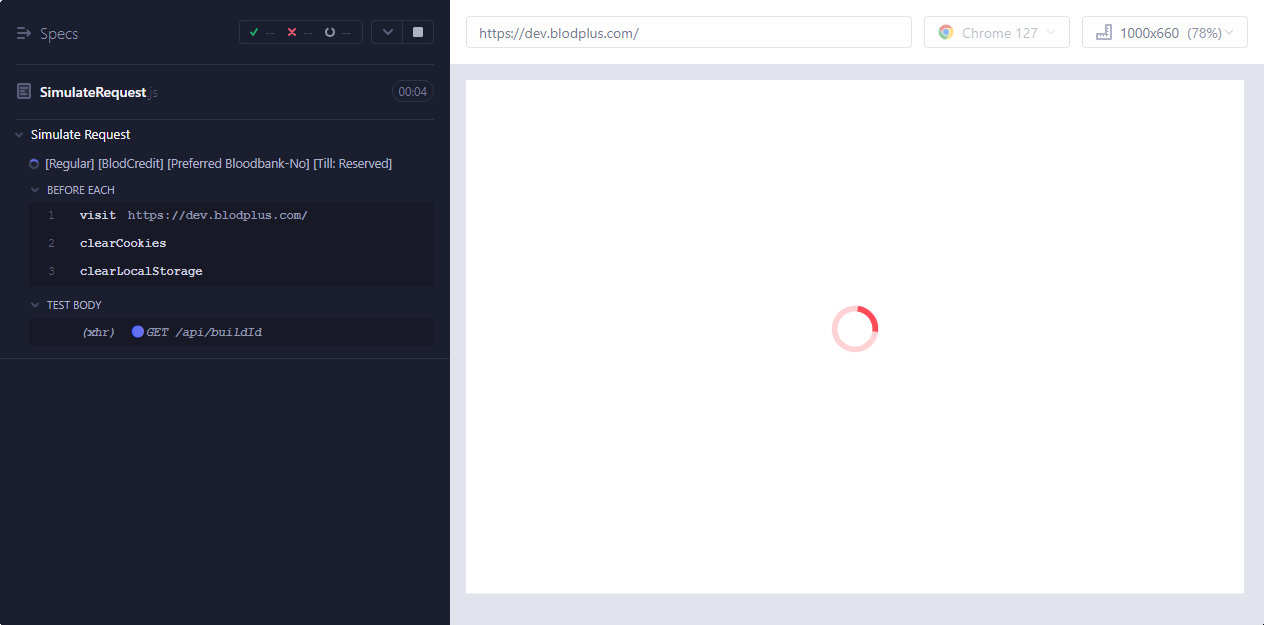 Specs
-- -- --
https://dev.blodplus.com/
Chrome 127
1000x660 (78%)
SimulateRequest.js
00:04
Simulate Request
[Regular] [BlodCredit] [Preferred Bloodbank-No] [Till: Reserved]
BEFORE EACH
1 visit https://dev.blodplus.com/
2 clearCookies
3 clearLocalStorage
TEST BODY
(xhr) GET /api/buildId